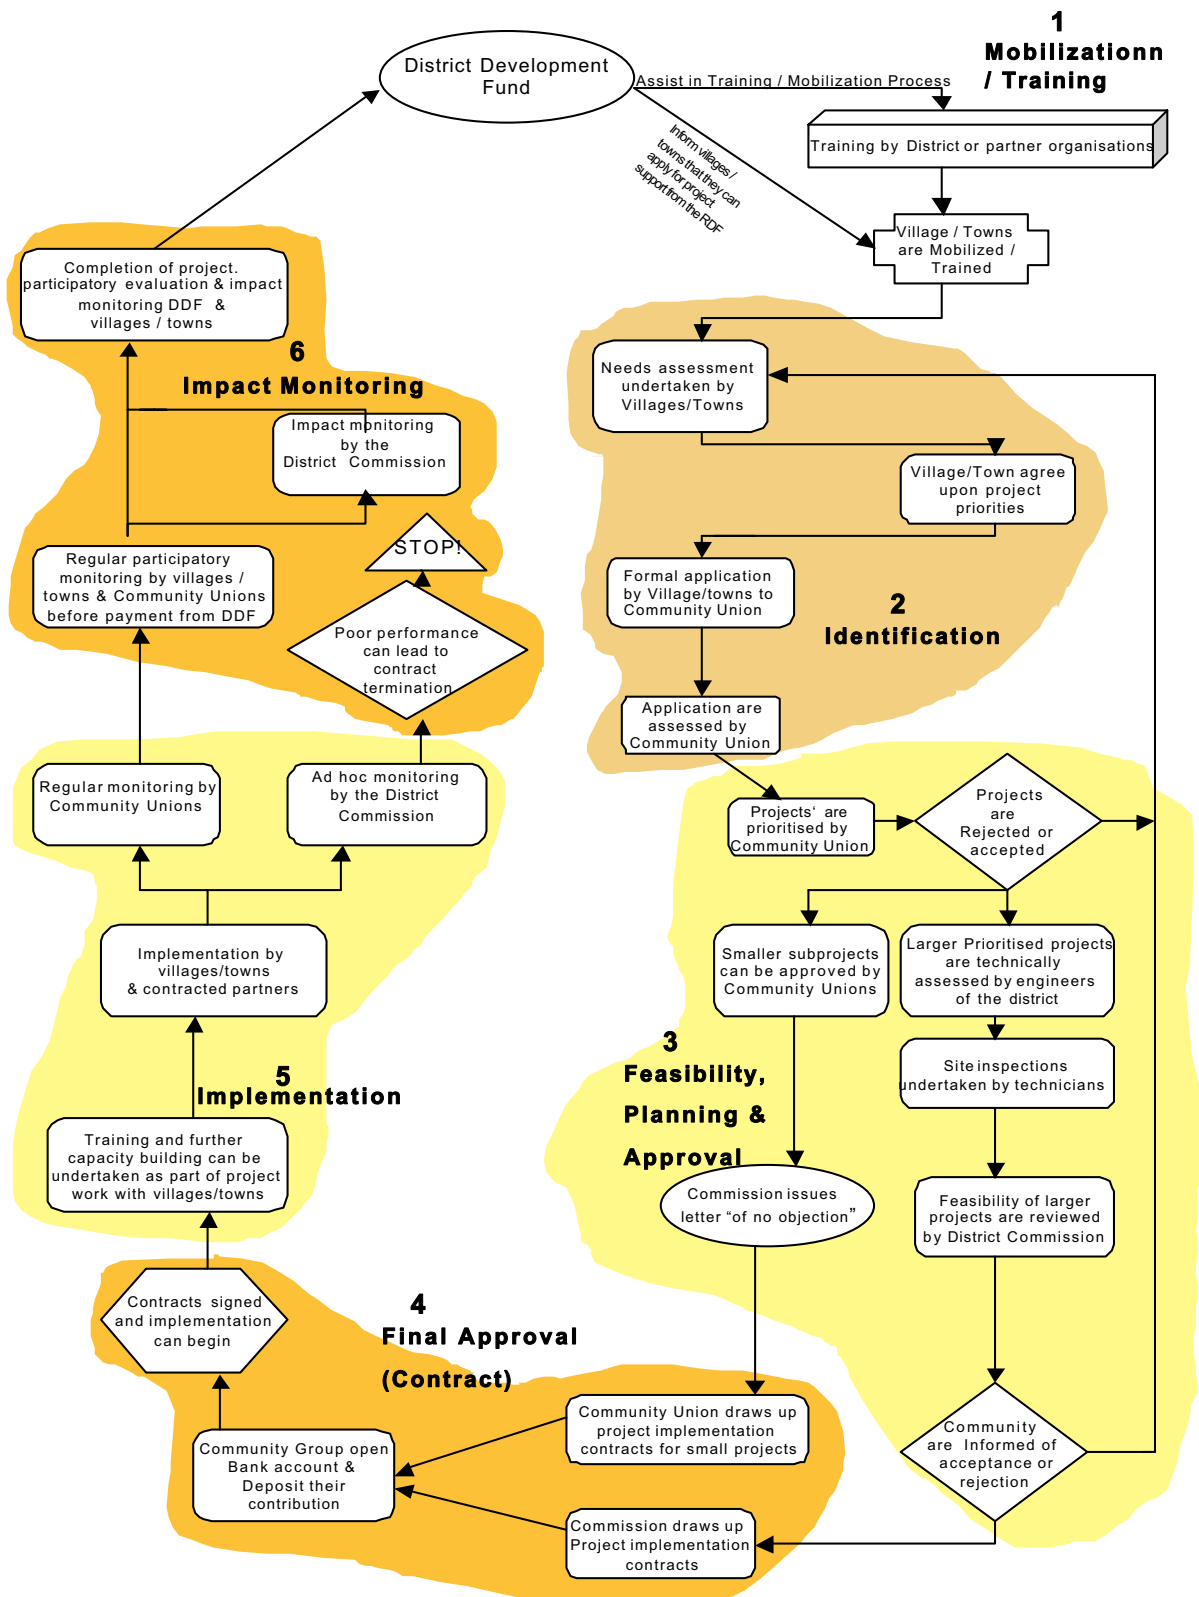 1
Mobilizationn
/ Training
District Development
Fund
Assist in Training / Mobilization Process
Inform villages /
towns that they can
apply for project
support from the RDF
Training by District or partner organisations
Village / Towns
are Mobilized /
Trained
Needs assessment
undertaken by
Villages/Towns
Village/Town agree
upon project
priorities
Formal application
by Village/towns to
Community Union
2
Identification
Application are
assessed by
Community Union
Projects‘ are
prioritised by
Community Union
Projects
are
Rejected or
accepted
Smaller subprojects
can be approved by
Community Unions
Larger Prioritised projects
are technically
assessed by engineers
of the district
3
Feasibility,
Planning &
Approval
Site inspections
undertaken by technicians
Commission issues
letter “of no objection”
Feasibility of larger
projects are reviewed
by District Commission
Community
are Informed of
acceptance or
rejection
4
Final Approval
(Contract)
Community Union draws up
project implementation
contracts for small projects
Commission draws up
Project implementation
contracts
Community Group open
Bank account &
Deposit their
contribution
Contracts signed
and implementation
can begin
5
Implementation
Training and further
capacity building can be
undertaken as part of project
work with villages/towns
Implementation by
villages/towns
& contracted partners
Regular monitoring by
Community Unions
Ad hoc monitoring
by the District
Commission
Poor performance
can lead to
contract
termination
STOP!
Regular participatory
monitoring by villages /
towns & Community Unions
before payment from DDF
6
Impact Monitoring
Impact monitoring
by the
District Commission
Completion of project.
participatory evaluation & impact
monitoring DDF &
villages / towns